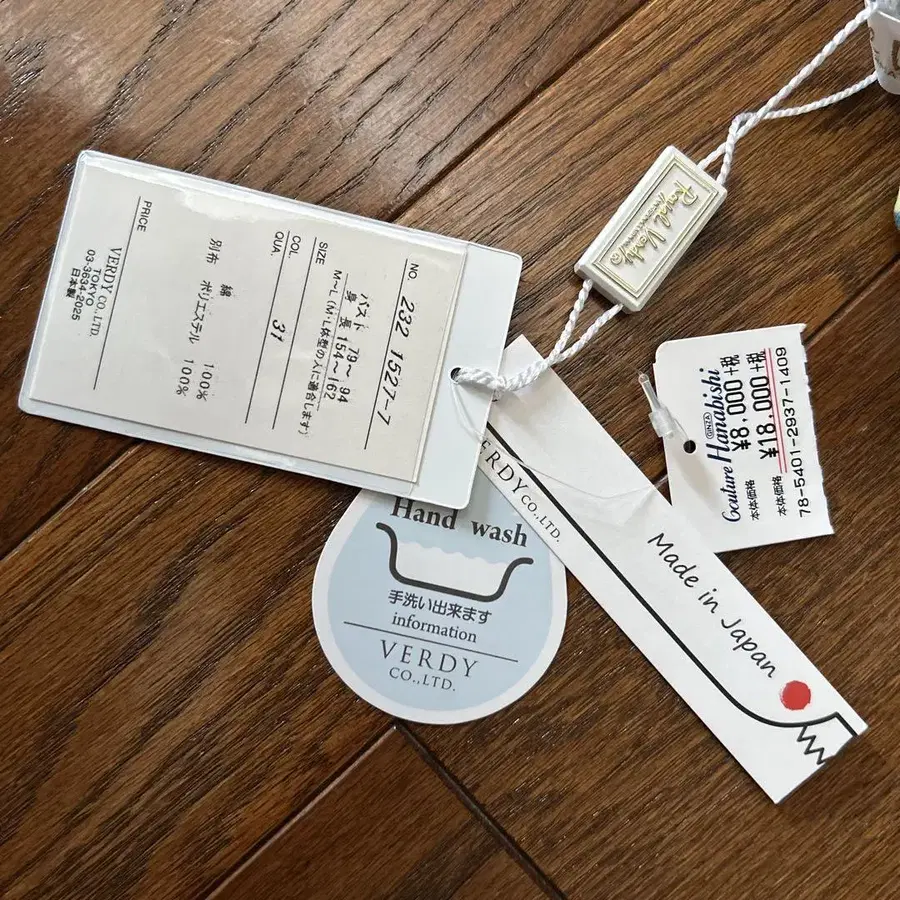 NO. 232 1527-7
SIZE バスト 79～94
身長 154～162
M～L (M・L体型の人に適合します)
COL.
QUA. 31
綿 100%
別布 ポリエステル 100%
PRICE
VERDY CO., LTD.
TOKYO
03-3634-2025
日本製
Hand wash
手洗い出来ます
information
VERDY
CO.,LTD.
CO.,LTD.
Made in Japan
Couture Hanabishi
GINZA
本体価格 ¥8,000+税
本体価格 ¥18,000+税
78-5401-2937-1409